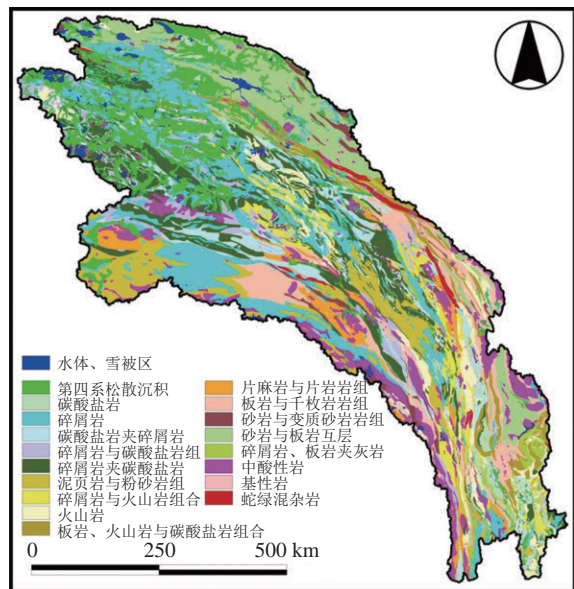 水体、雪被区
第四系松散沉积
碳酸盐岩
碎屑岩
碳酸盐岩夹碎屑岩
碎屑岩与碳酸盐岩组
碎屑岩夹碳酸盐岩
泥页岩与粉砂岩组
碎屑岩与火山岩组合
火山岩
板岩、火山岩与碳酸盐岩组合
片麻岩与片岩岩组
板岩与千枚岩岩组
砂岩与变质砂岩岩组
砂岩与板岩互层
碎屑岩、板岩夹灰岩
中酸性岩
基性岩
蛇绿混杂岩
0 250 500 km